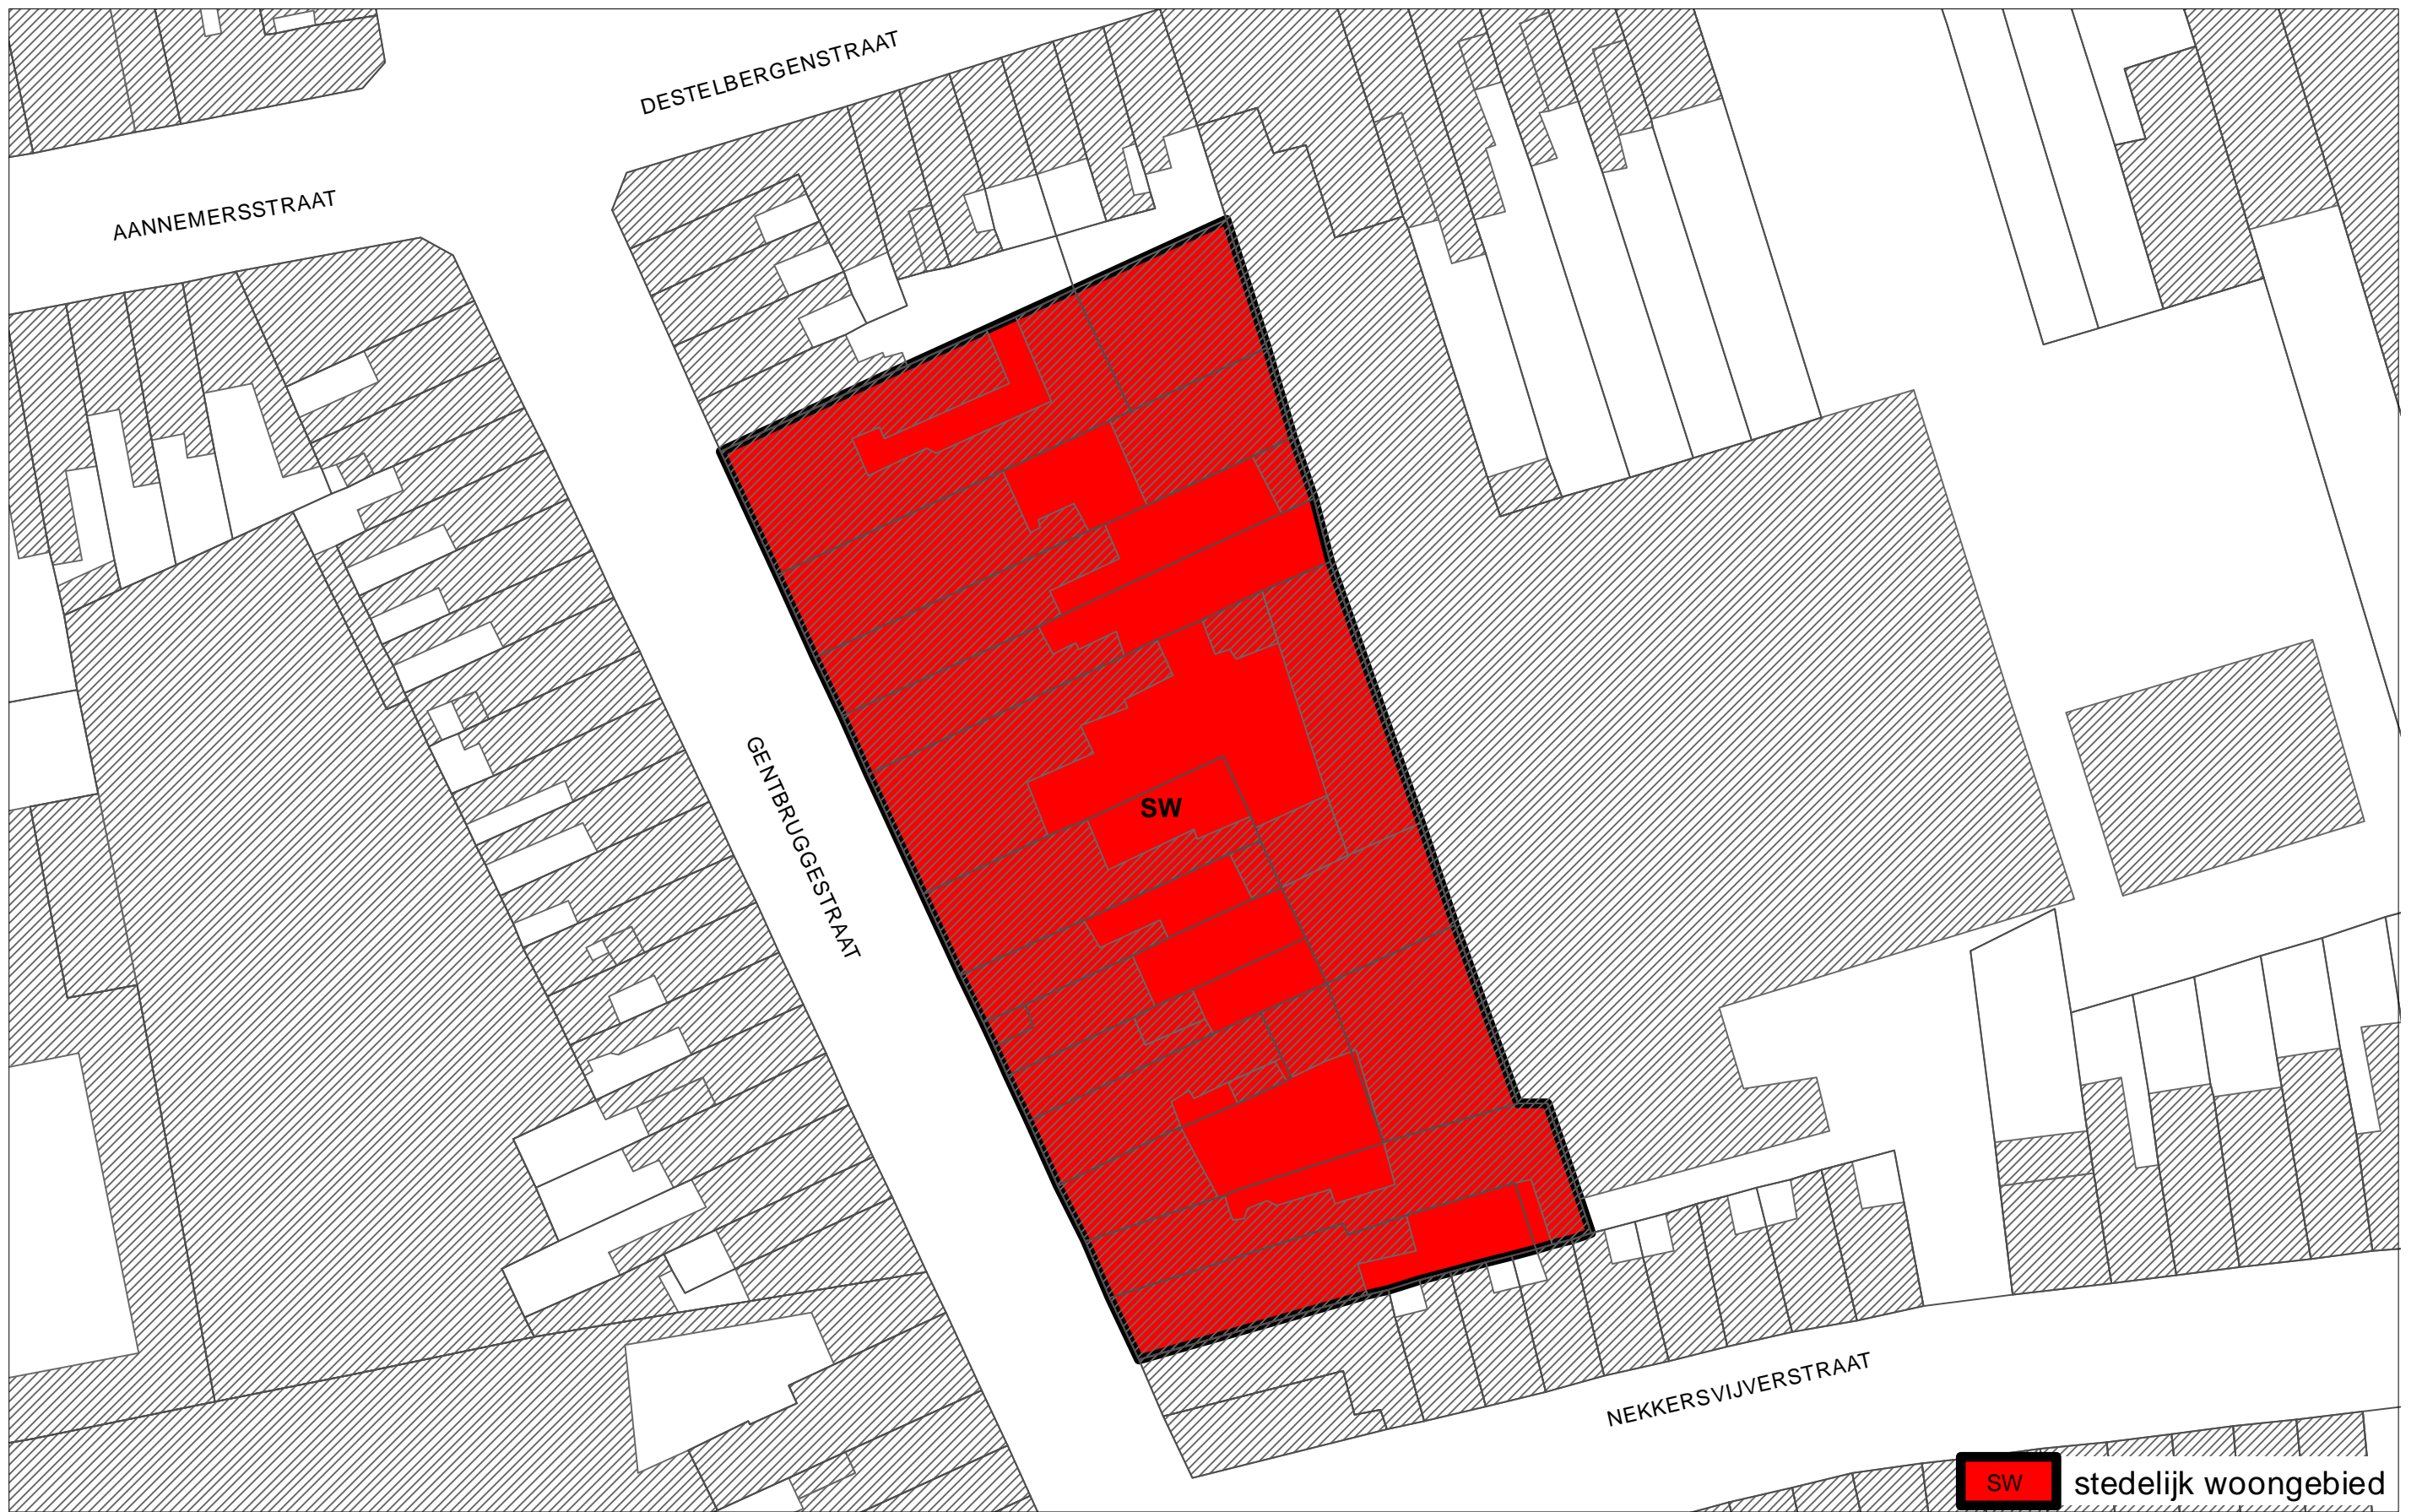 DESTELBERGENSTRAAT
AANNEMERSSTRAAT
GENTBRUGGESTRAAT
SW
NEKKERSVIJVERSTRAAT
SW stedelijk woongebied